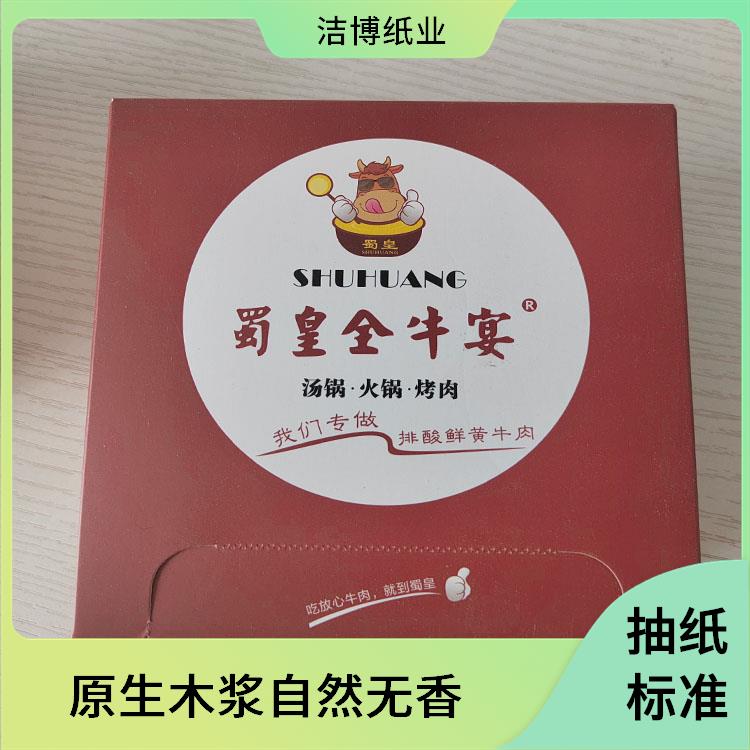 洁博纸业
蜀皇
SHUHUANG
SHUHUANG
蜀皇全牛宴®
汤锅·火锅·烤肉
我们专做 排酸鲜黄牛肉
吃放心牛肉，就到蜀皇
抽纸
标准
原生木浆自然无香